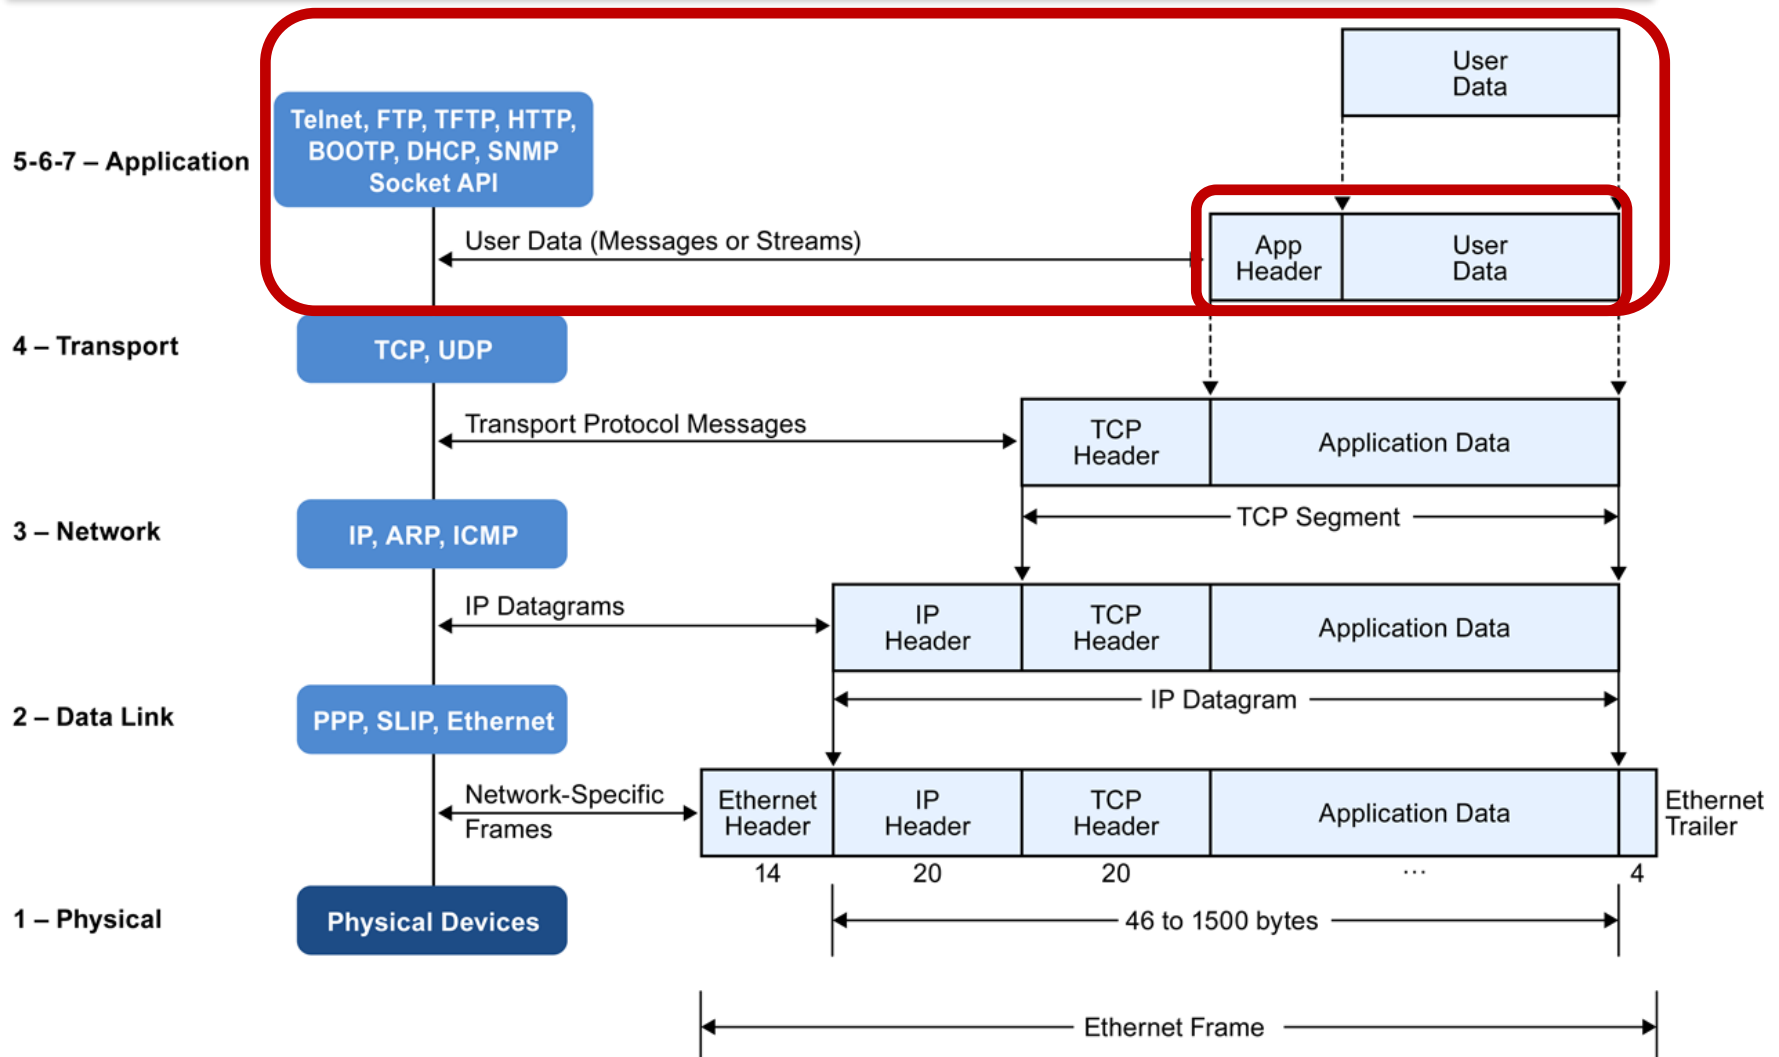 User
Data
Telnet, FTP, TFTP, HTTP,
BOOTP, DHCP, SNMP
Socket API
5-6-7 – Application
User Data (Messages or Streams)
App
Header
User
Data
4 – Transport
TCP, UDP
Transport Protocol Messages
TCP
Header
Application Data
TCP Segment
3 – Network
IP, ARP, ICMP
IP Datagrams
IP
Header
TCP
Header
Application Data
IP Datagram
2 – Data Link
PPP, SLIP, Ethernet
Network-Specific
Frames
Ethernet
Header
IP
Header
TCP
Header
Application Data
Ethernet
Trailer
14
20
20
...
4
1 – Physical
Physical Devices
46 to 1500 bytes
Ethernet Frame